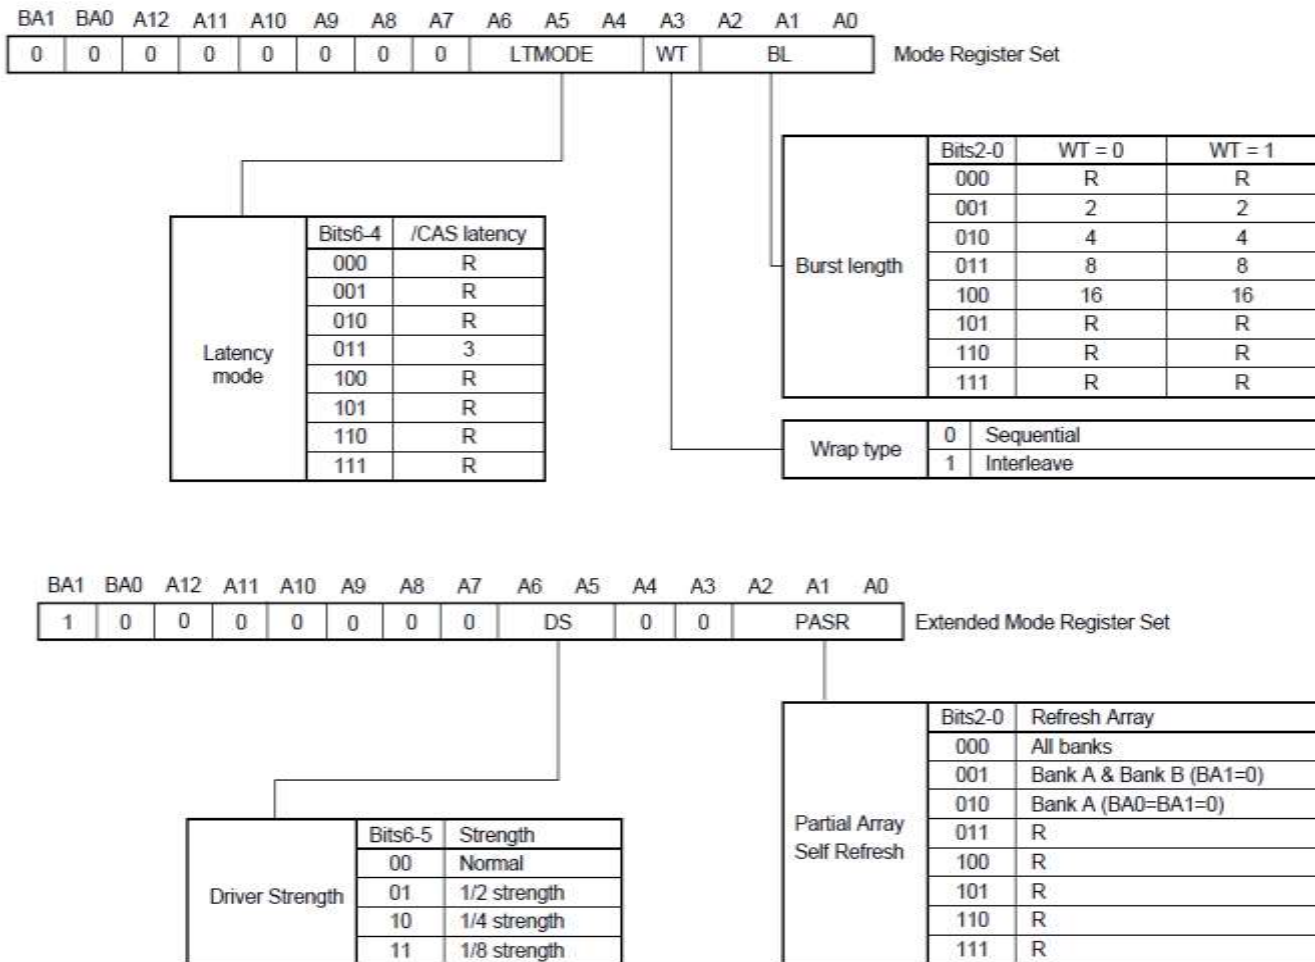 BA1 BA0 A12 A11 A10 A9 A8 A7 A6 A5 A4 A3 A2 A1 A0
0 0 0 0 0 0 0 0 LTMODE WT BL Mode Register Set
Burst length
Bits2-0 WT = 0 WT = 1
000 R R
001 2 2
010 4 4
011 8 8
100 16 16
101 R R
110 R R
111 R R
Latency
mode
Bits6-4 /CAS latency
000 R
001 R
010 R
011 3
100 R
101 R
110 R
111 R
Wrap type
0 Sequential
1 Interleave
BA1 BA0 A12 A11 A10 A9 A8 A7 A6 A5 A4 A3 A2 A1 A0
1 0 0 0 0 0 0 0 DS 0 0 PASR Extended Mode Register Set
Partial Array
Self Refresh
Bits2-0 Refresh Array
000 All banks
001 Bank A & Bank B (BA1=0)
010 Bank A (BA0=BA1=0)
011 R
100 R
101 R
110 R
111 R
Driver Strength
Bits6-5 Strength
00 Normal
01 1/2 strength
10 1/4 strength
11 1/8 strength